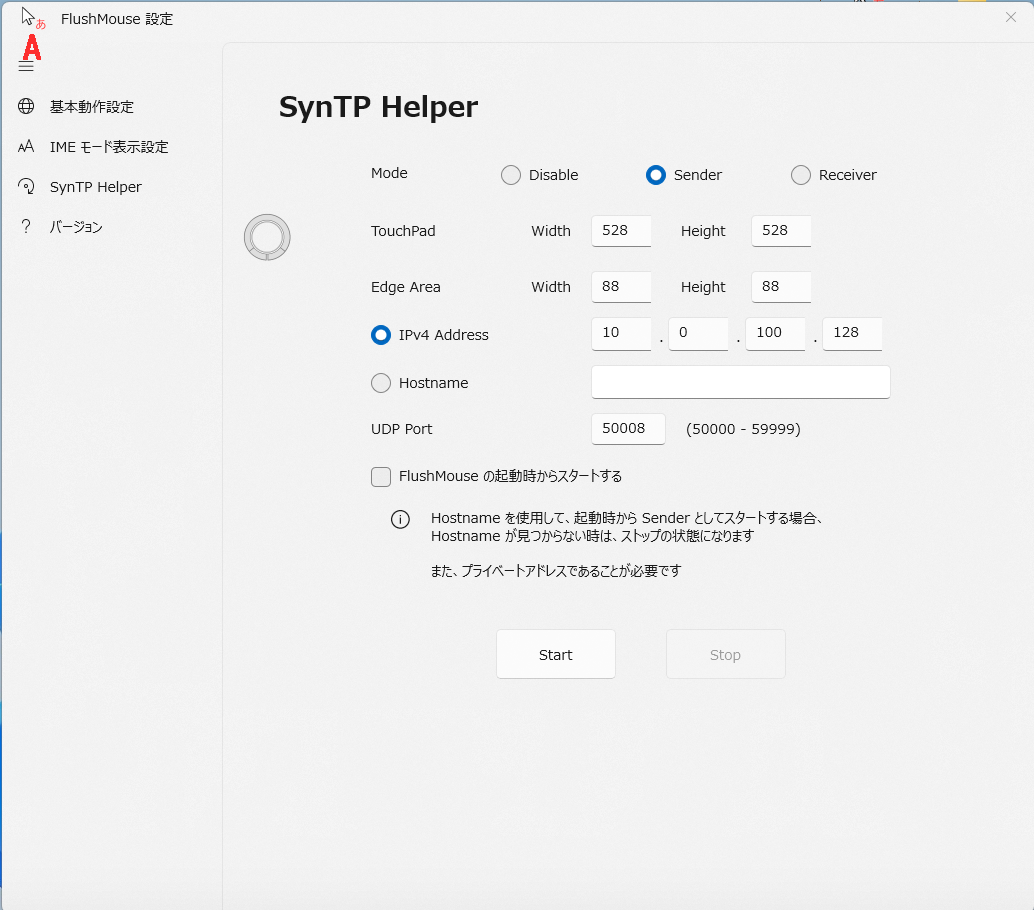 あ
FlushMouse 設定
A
基本動作設定
IME モード表示設定
SynTP Helper
? バージョン
SynTP Helper
Mode Disable Sender Receiver
TouchPad Width 528 Height 528
Edge Area Width 88 Height 88
IPv4 Address 10 . 0 . 100 . 128
Hostname
UDP Port 50008 (50000 - 59999)
FlushMouse の起動時からスタートする
Hostname を使用して、起動時から Sender としてスタートする場合、
Hostname が見つからない時は、ストップの状態になります
また、プライベートアドレスであることが必要です
Start Stop